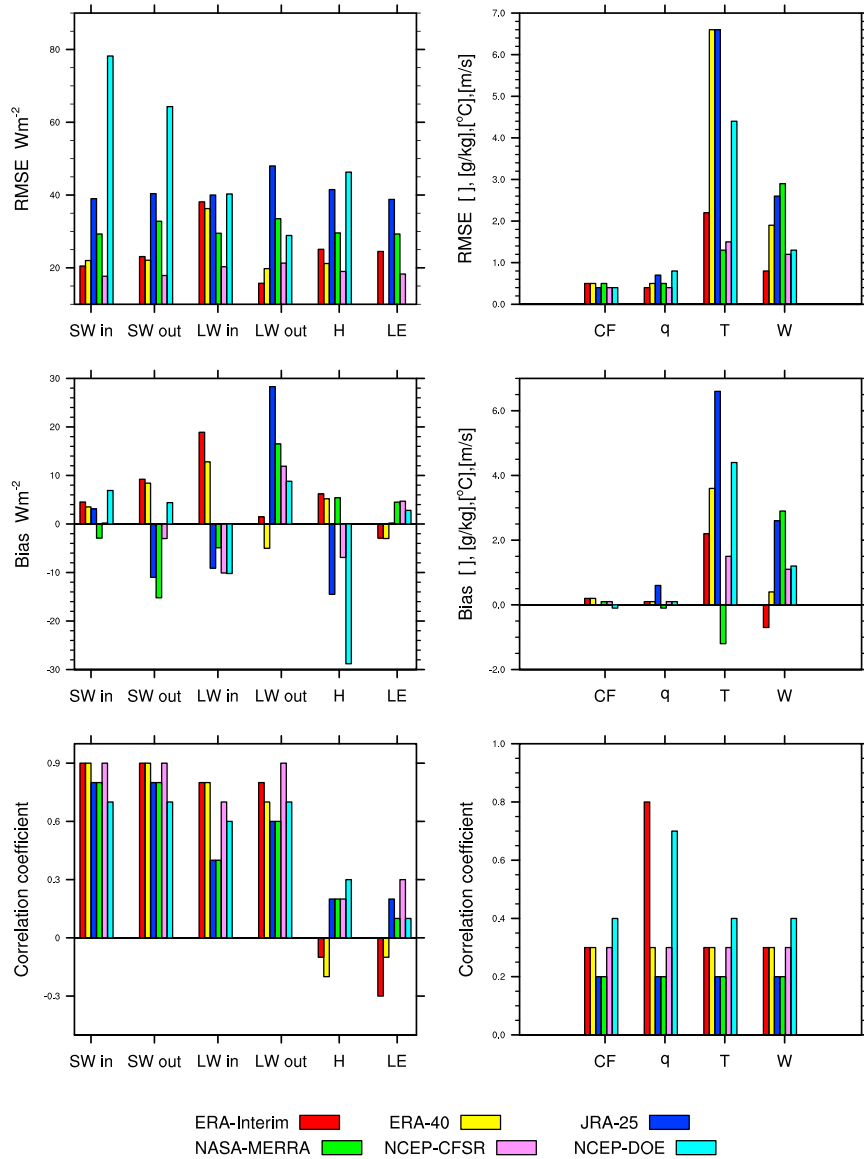 RMSE Wm-2
80
60
40
20
SW in SW out LW in LW out H LE
RMSE [ ], [g/kg],[oC],[m/s]
7.0
6.0
5.0
4.0
3.0
2.0
1.0
0.0
CF q T W
Bias Wm-2
30
20
10
0
-10
-20
-30
SW in SW out LW in LW out H LE
Bias [ ], [g/kg],[oC],[m/s]
6.0
4.0
2.0
0.0
-2.0
CF q T W
Correlation coefficient
0.9
0.6
0.3
0
-0.3
SW in SW out LW in LW out H LE
Correlation coefficient
1.0
0.8
0.6
0.4
0.2
0.0
CF q T W
ERA-Interim ERA-40 JRA-25
NASA-MERRA NCEP-CFSR NCEP-DOE